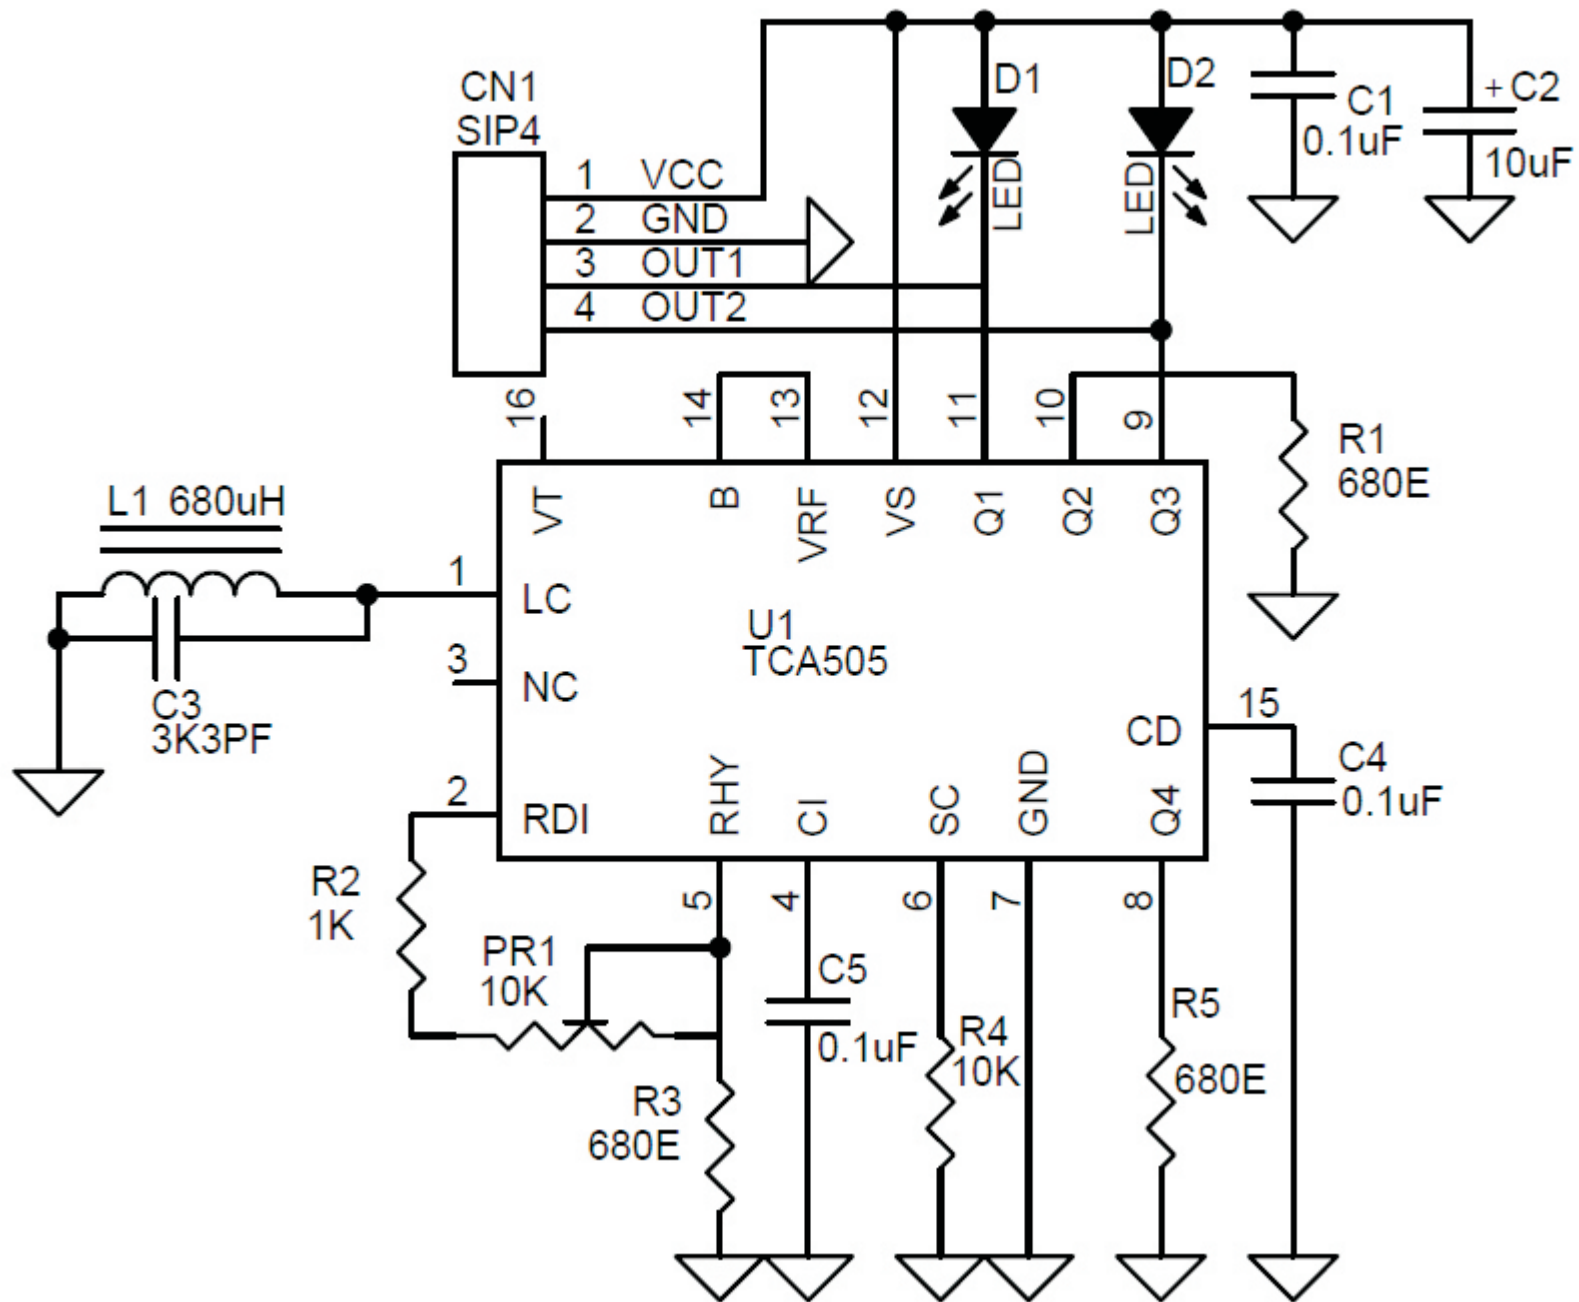 CN1
SIP4
1 VCC
2 GND
3 OUT1
4 OUT2
D1
LED
D2
LED
C1
0.1uF
+ C2
10uF
16
14
13
12
11
10
9
R1
680E
L1 680uH
VT
B
VRF
VS
Q1
Q2
Q3
1
LC
3
NC
U1
TCA505
C3
3K3PF
15
CD
C4
0.1uF
2
RDI
RHY
CI
SC
GND
Q4
R2
1K
5
4
6
7
8
PR1
10K
C5
0.1uF
R4
10K
R5
680E
R3
680E